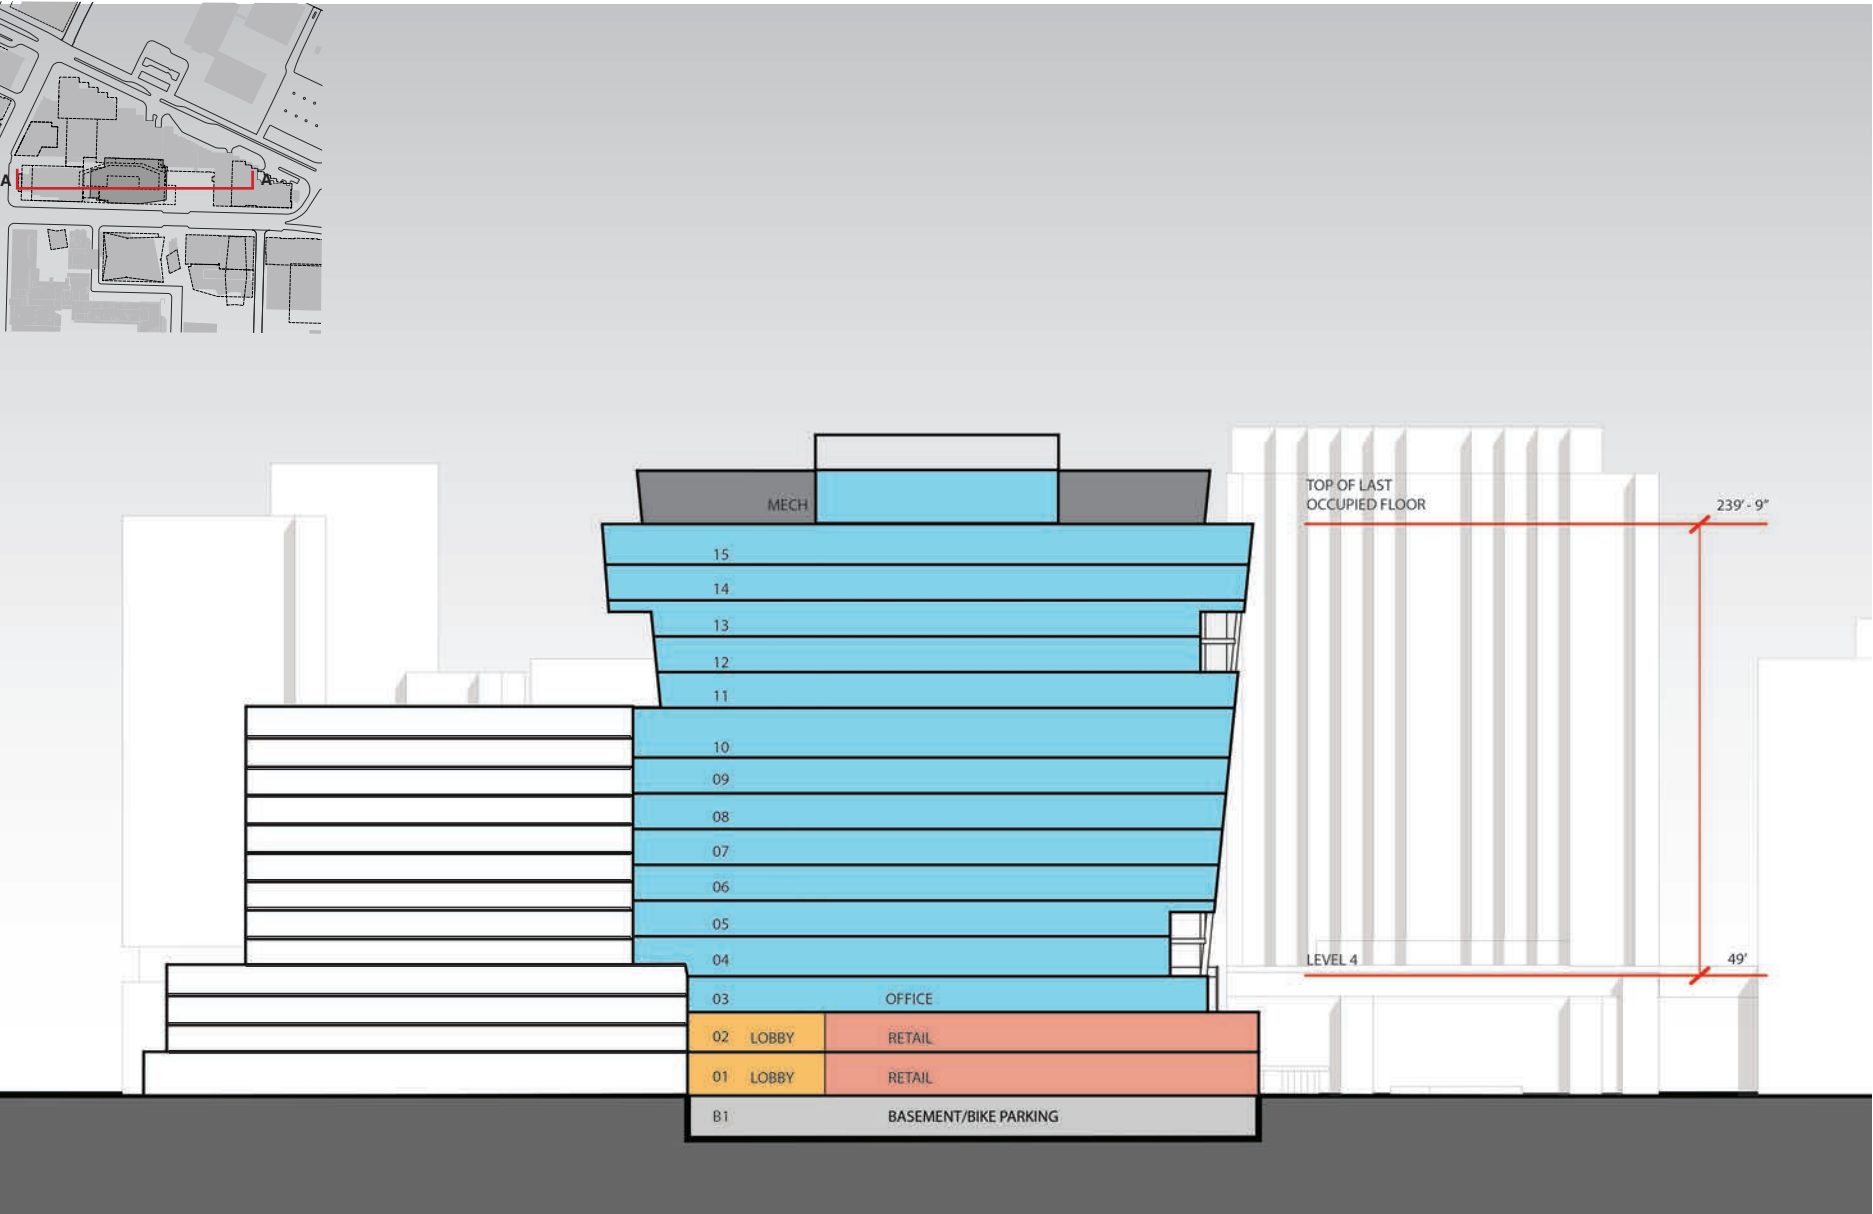 A
A
MECH
TOP OF LAST
OCCUPIED FLOOR
239' - 9"
15
14
13
12
11
10
09
08
07
06
05
04
LEVEL 4
49'
03 OFFICE
02 LOBBY RETAIL
01 LOBBY RETAIL
B1 BASEMENT/BIKE PARKING